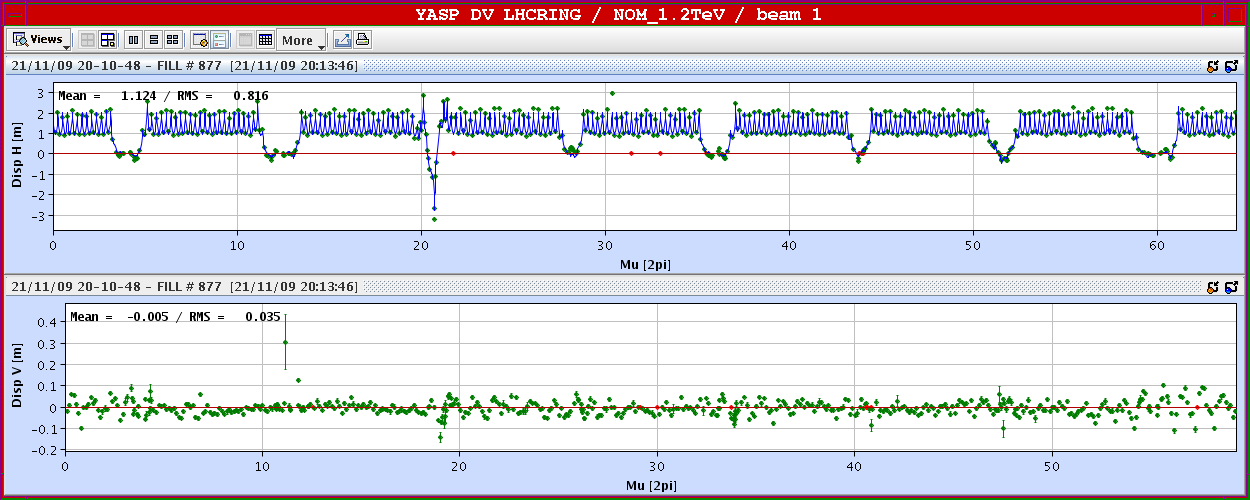 YASP DV LHCRING / NOM_1.2TeV / beam 1
Views More
21/11/09 20-10-48 - FILL # 877 [21/11/09 20:13:46]
Mean = 1.124 / RMS = 0.816
Disp H [m]
3
2
1
0
-1
-2
-3
0 10 20 30 40 50 60
Mu [2pi]
21/11/09 20-10-48 - FILL # 877 [21/11/09 20:13:46]
Mean = -0.005 / RMS = 0.035
Disp V [m]
0.4
0.3
0.2
0.1
0
-0.1
-0.2
0 10 20 30 40 50
Mu [2pi]